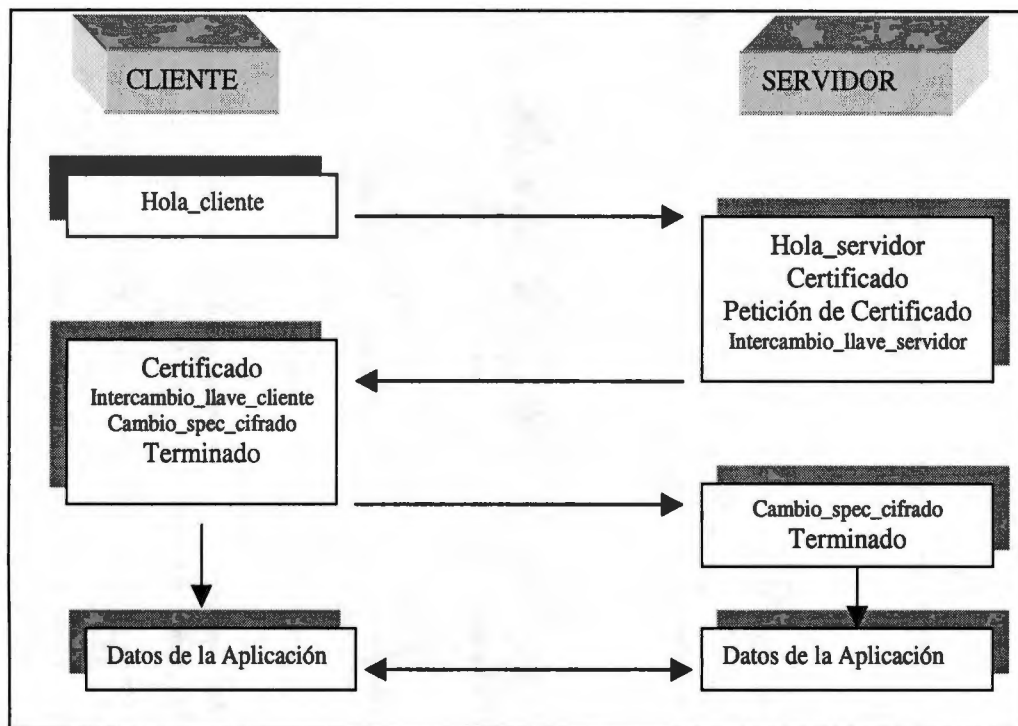 CLIENTE
SERVIDOR
Hola_cliente
Hola_servidor
Certificado
Petición de Certificado
Intercambio_llave_servidor
Certificado
Intercambio_llave_cliente
Cambio_spec_cifrado
Terminado
Cambio_spec_cifrado
Terminado
Datos de la Aplicación
Datos de la Aplicación